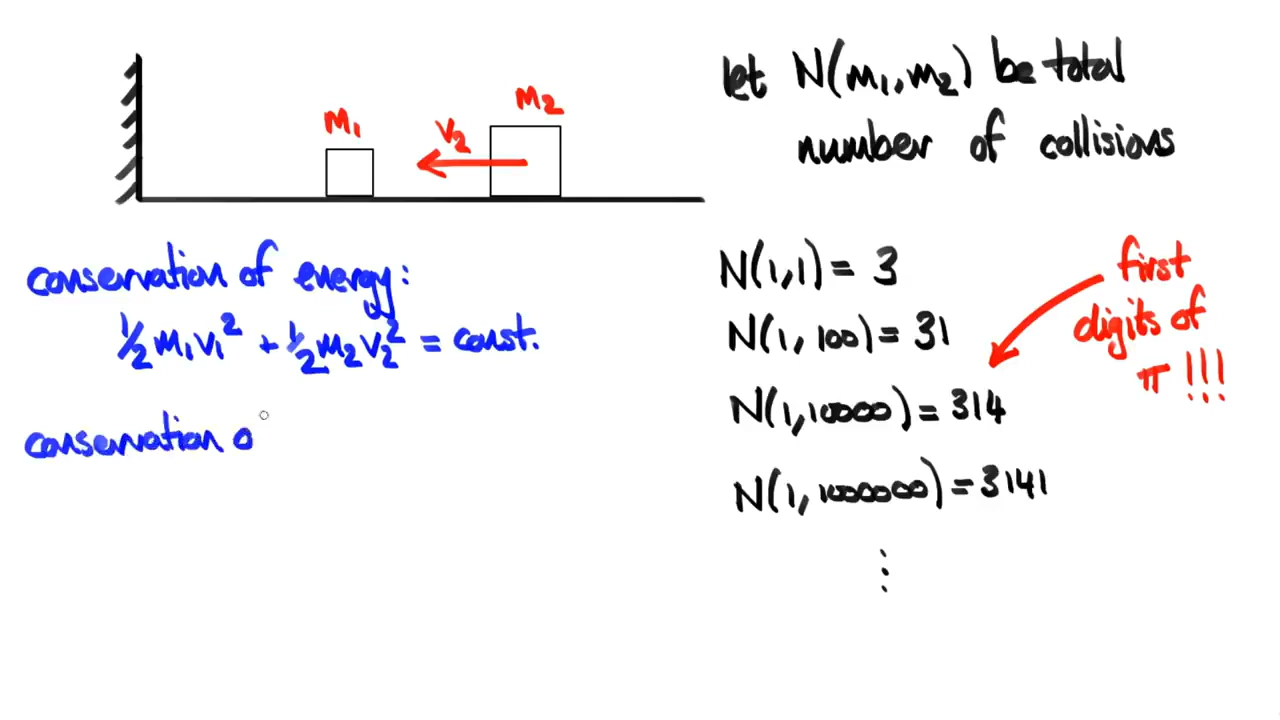 m₁
m₂
v₂
let N(m₁,m₂) be total
number of collisions
conservation of energy:
½m₁v₁² + ½m₂v₂² = const.
conservation o
N(1,1) = 3
N(1,100) = 31
N(1,10000) = 314
N(1,1000000) = 3141
⋮
first
digits of
π !!!